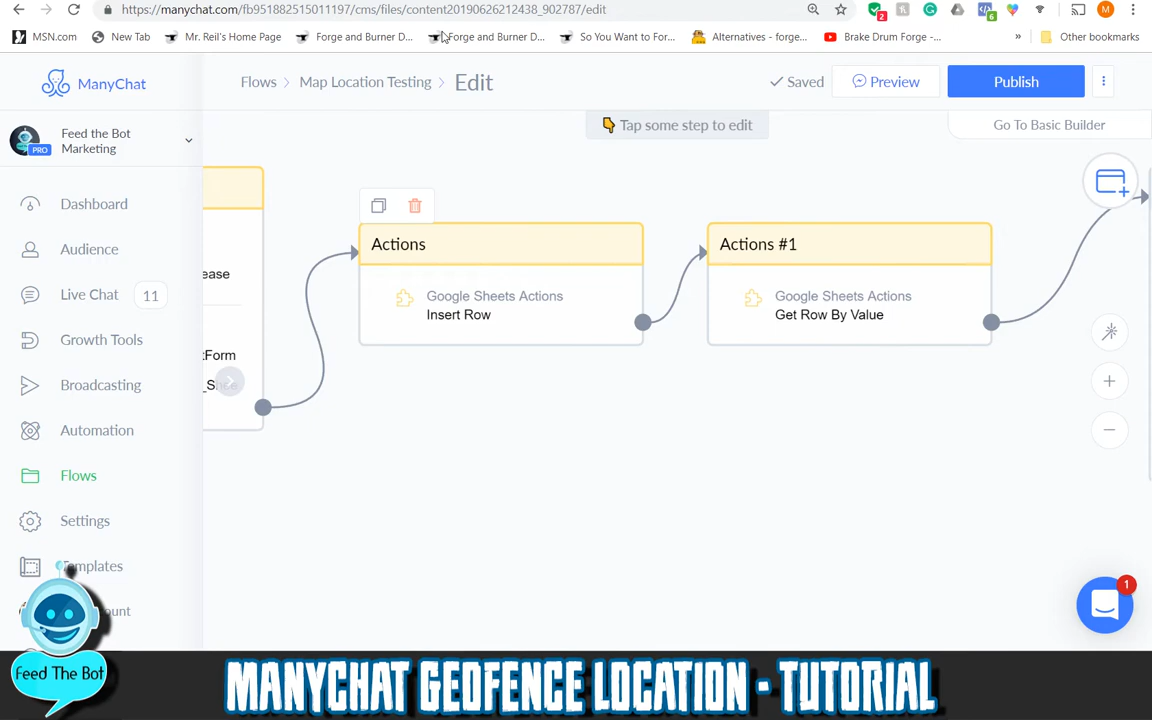 https://manychat.com/fb951882515011197/cms/files/content20190626212438_902787/edit
2
6
M
MSN.com
New Tab
Mr. Reil's Home Page
Forge and Burner D...
Forge and Burner D...
So You Want to For...
Alternatives - forge...
Brake Drum Forge -...
»
Other bookmarks
ManyChat
Flows
Map Location Testing
Edit
Saved
Preview
Publish
Feed the Bot
Marketing
PRO
Tap some step to edit
Go To Basic Builder
Dashboard
Audience
Live Chat
11
Growth Tools
Broadcasting
Automation
Flows
Settings
Actions
Google Sheets Actions
Insert Row
Actions #1
Google Sheets Actions
Get Row By Value
1
Feed The Bot
MANYCHAT GEOFENCE LOCATION - TUTORIAL